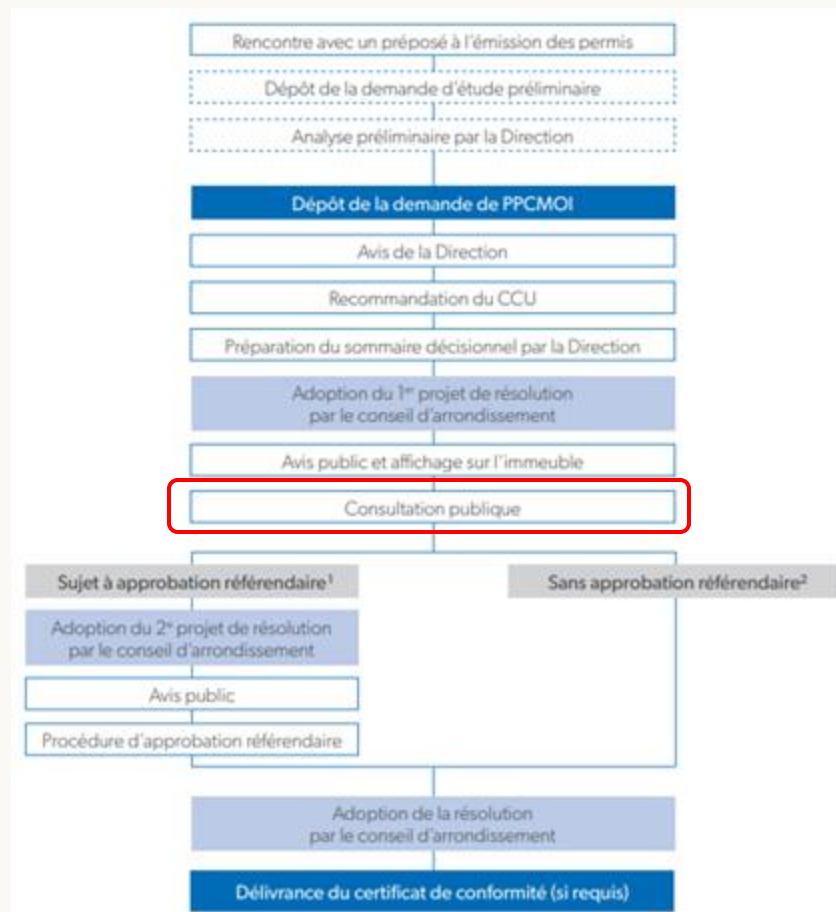 Rencontre avec un préposé à l'émission des permis
Dépôt de la demande d'étude préliminaire
Analyse préliminaire par la Direction
Dépôt de la demande de PPCMOI
Avis de la Direction
Recommandation du CCU
Préparation du sommaire décisionnel par la Direction
Adoption du 1er projet de résolution
par le conseil d'arrondissement
Avis public et affichage sur l'immeuble
Consultation publique
Sujet à approbation référendaire¹
Sans approbation référendaire²
Adoption du 2e projet de résolution
par le conseil d'arrondissement
Avis public
Procédure d'approbation référendaire
Adoption de la résolution
par le conseil d'arrondissement
Délivrance du certificat de conformité (si requis)